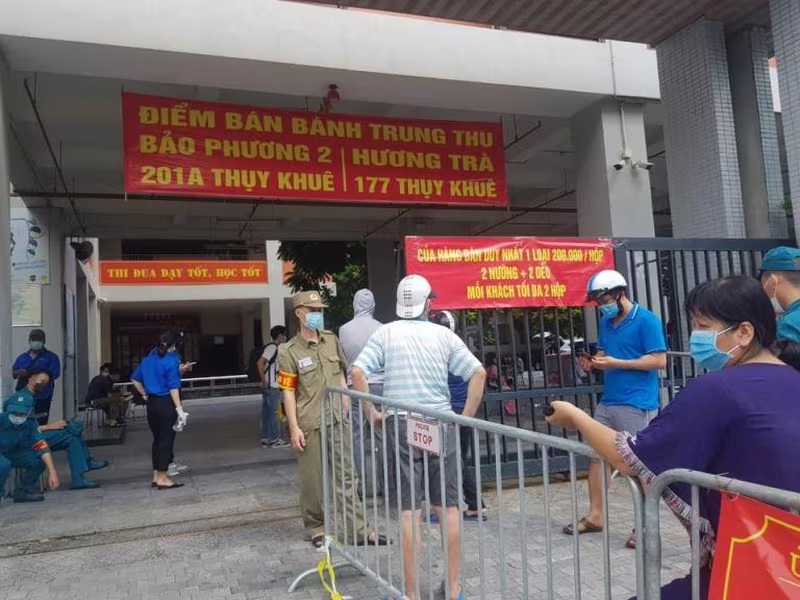 ĐIỂM BÁN BÁNH TRUNG THU
BẢO PHƯƠNG 2 | HƯƠNG TRÀ
201A THỤY KHUÊ | 177 THỤY KHUÊ
CỬA HÀNG BÁN DUY NHẤT 1 LOẠI 200.000 / HỘP
2 NƯỚNG + 2 DẺO
MỖI KHÁCH TỐI ĐA 2 HỘP
THI ĐUA DẠY TỐT, HỌC TỐT
POLICE
STOP